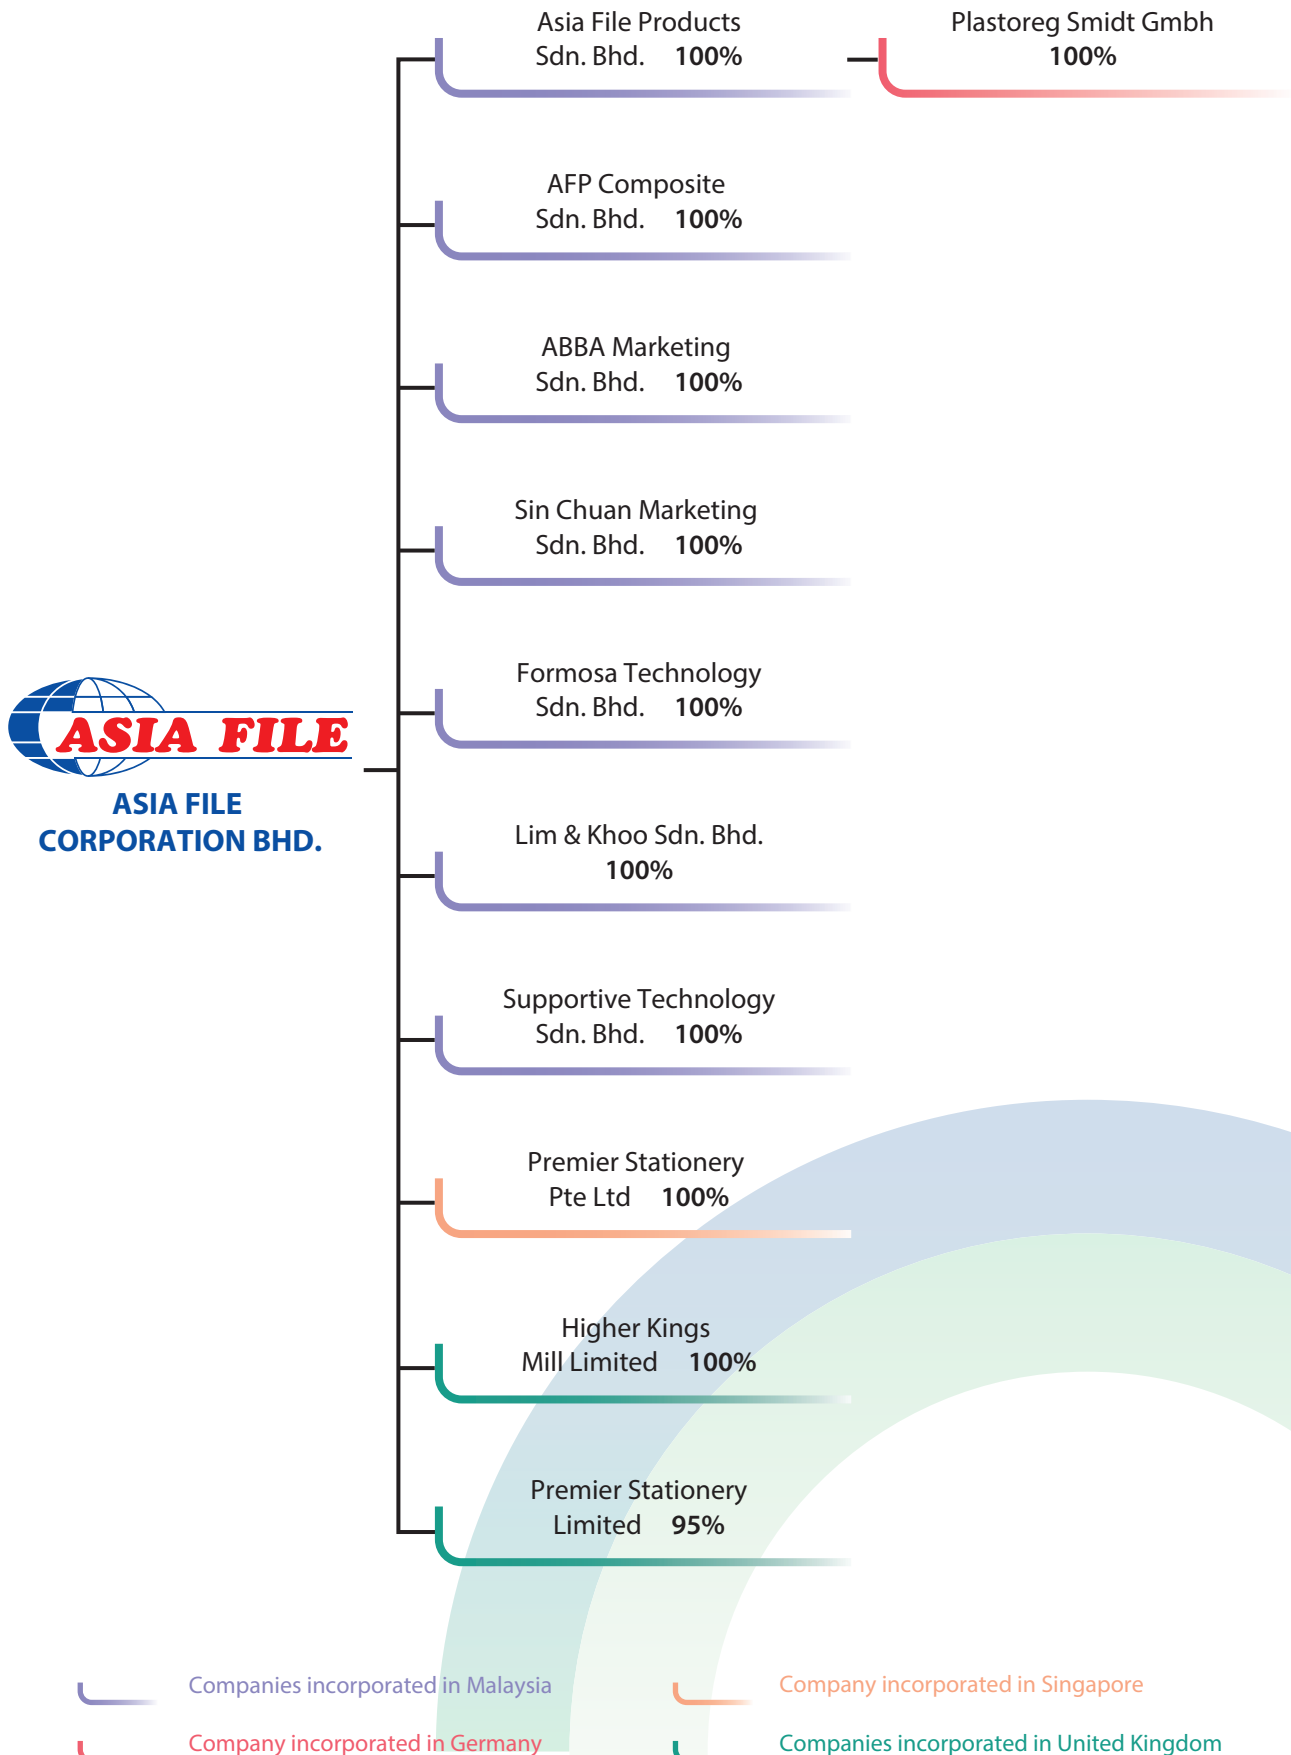 Asia File Products
Sdn. Bhd. 100%
Plastoreg Smidt Gmbh
100%
AFP Composite
Sdn. Bhd. 100%
ABBA Marketing
Sdn. Bhd. 100%
Sin Chuan Marketing
Sdn. Bhd. 100%
Formosa Technology
Sdn. Bhd. 100%
ASIA FILE
ASIA FILE
CORPORATION BHD.
Lim & Khoo Sdn. Bhd.
100%
Supportive Technology
Sdn. Bhd. 100%
Premier Stationery
Pte Ltd 100%
Higher Kings
Mill Limited 100%
Premier Stationery
Limited 95%
Companies incorporated in Malaysia
Company incorporated in Singapore
Company incorporated in Germany
Companies incorporated in United Kingdom